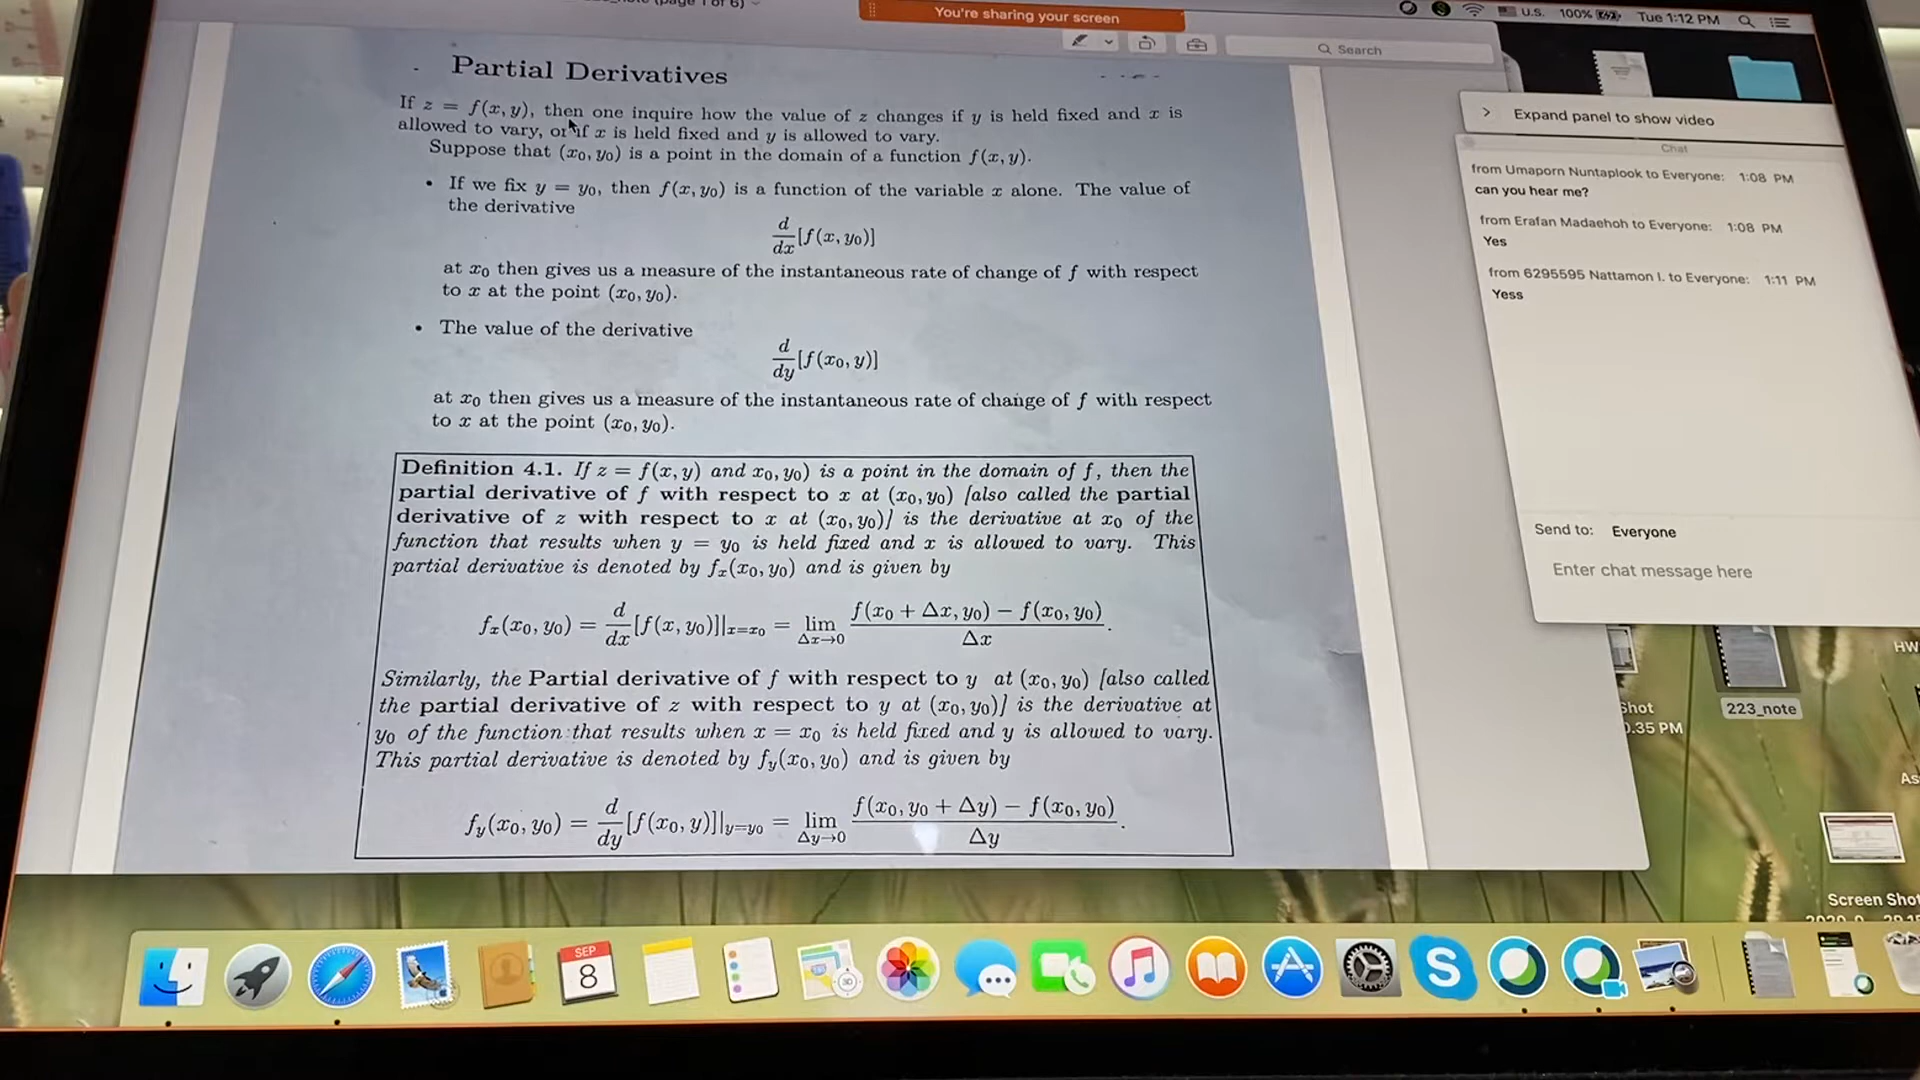 (page 1 of 6)
You're sharing your screen
U.S. 100% Tue 1:12 PM
Search
Partial Derivatives
If z = f(x, y), then one inquire how the value of z changes if y is held fixed and x is
allowed to vary, or if x is held fixed and y is allowed to vary.
Suppose that (x₀, y₀) is a point in the domain of a function f(x, y).
• If we fix y = y₀, then f(x, y₀) is a function of the variable x alone. The value of
the derivative
d/dx [f(x, y₀)]
at x₀ then gives us a measure of the instantaneous rate of change of f with respect
to x at the point (x₀, y₀).
• The value of the derivative
d/dy [f(x₀, y)]
at x₀ then gives us a measure of the instantaneous rate of change of f with respect
to x at the point (x₀, y₀).
Definition 4.1. If z = f(x, y) and x₀, y₀) is a point in the domain of f, then the
partial derivative of f with respect to x at (x₀, y₀) [also called the partial
derivative of z with respect to x at (x₀, y₀)] is the derivative at x₀ of the
function that results when y = y₀ is held fixed and x is allowed to vary. This
partial derivative is denoted by fₓ(x₀, y₀) and is given by
fₓ(x₀, y₀) = d/dx [f(x, y₀)]|x=x₀ = lim Δx→0 (f(x₀ + Δx, y₀) − f(x₀, y₀))/Δx.
Similarly, the Partial derivative of f with respect to y at (x₀, y₀) [also called
the partial derivative of z with respect to y at (x₀, y₀)] is the derivative at
y₀ of the function that results when x = x₀ is held fixed and y is allowed to vary.
This partial derivative is denoted by f_y(x₀, y₀) and is given by
f_y(x₀, y₀) = d/dy [f(x₀, y)]|y=y₀ = lim Δy→0 (f(x₀, y₀ + Δy) − f(x₀, y₀))/Δy.
Expand panel to show video
Chat
from Umaporn Nuntaplook to Everyone: 1:08 PM
can you hear me?
from Erafan Madaehoh to Everyone: 1:08 PM
Yes
from 6295595 Nattamon I. to Everyone: 1:11 PM
Yess
Send to: Everyone
Enter chat message here
HW
Shot
0.35 PM
223_note
As
Screen Shot
SEP
8